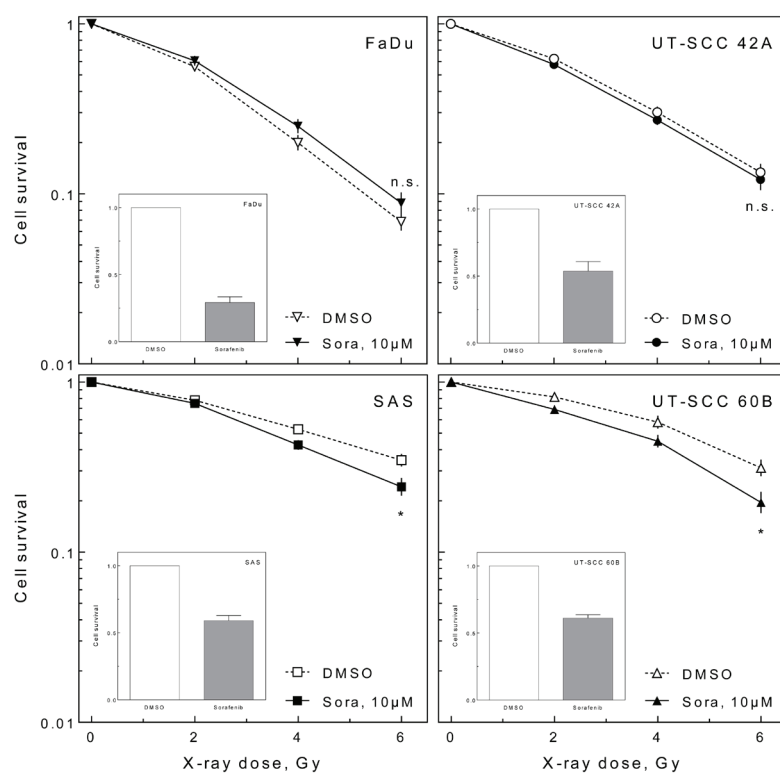 1
FaDu
Cell survival
0.1
n.s.
1.0
FaDu
Cell survival
0.5
0.0
DMSO Sorafenib
DMSO
Sora, 10µM
0.01
UT-SCC 42A
n.s.
1.0
UT-SCC 42A
Cell survival
0.5
0.0
DMSO Sorafenib
DMSO
Sora, 10µM
1
SAS
Cell survival
0.1
*
1.0
SAS
Cell survival
0.5
0.0
DMSO Sorafenib
DMSO
Sora, 10µM
0.01
0 2 4 6
X-ray dose, Gy
UT-SCC 60B
*
1.0
UT-SCC 60B
Cell survival
0.5
0.0
DMSO Sorafenib
DMSO
Sora, 10µM
0 2 4 6
X-ray dose, Gy